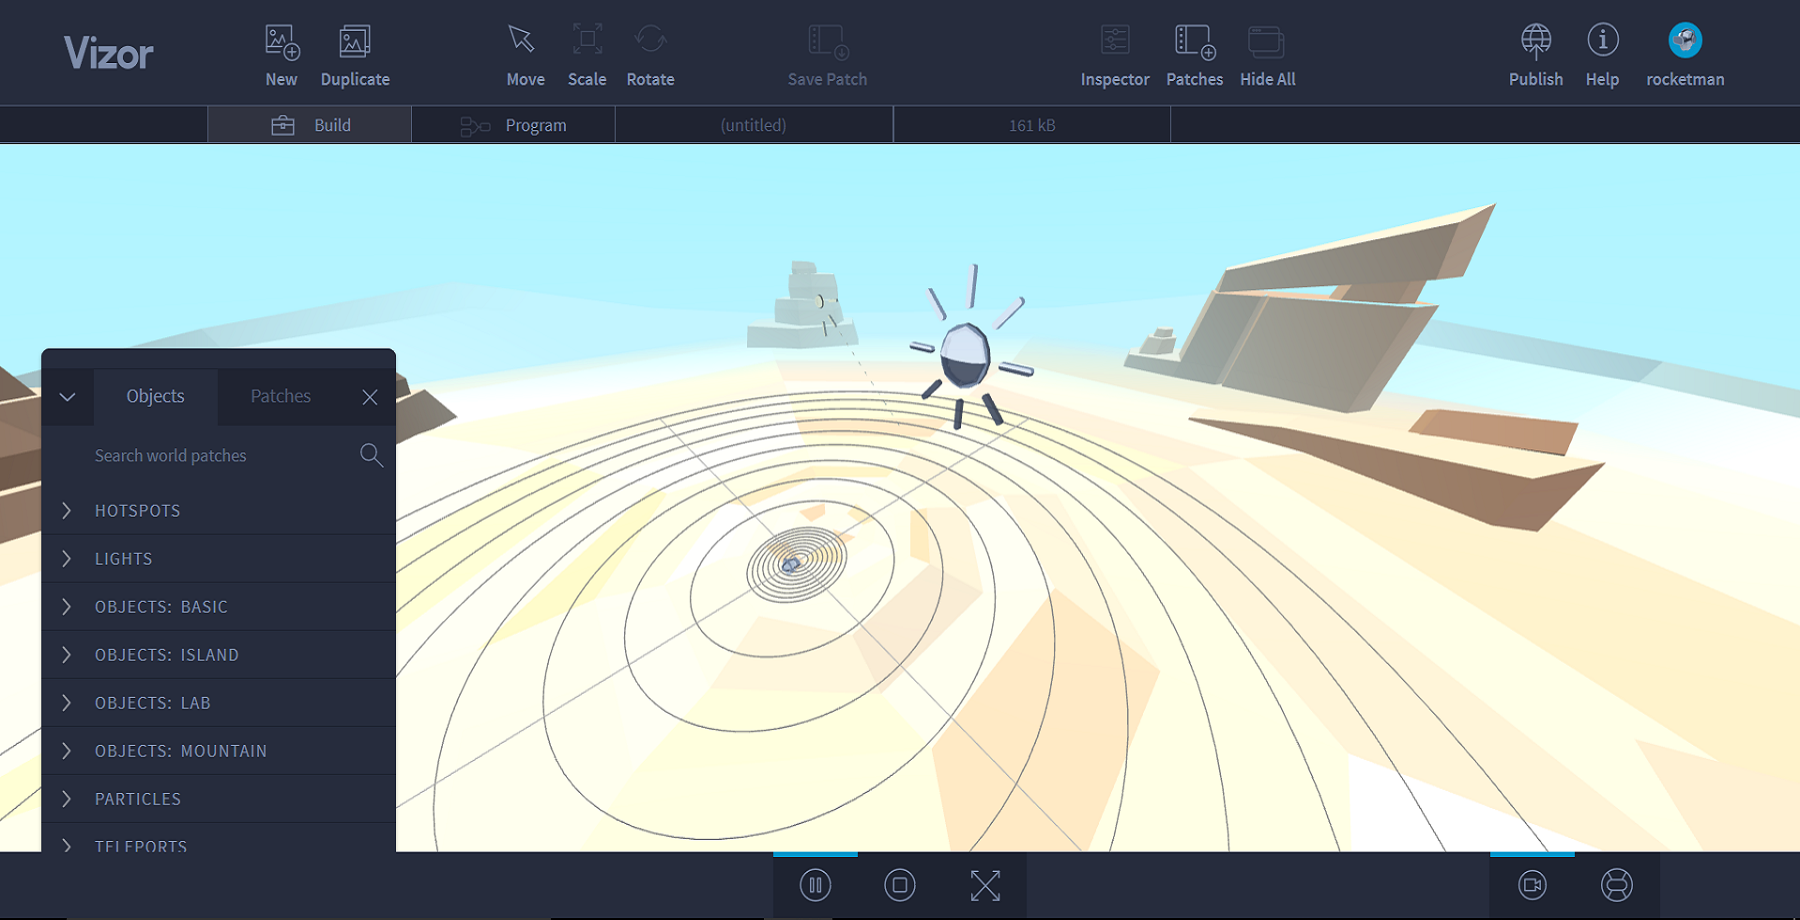 Vizor
New
Duplicate
Move
Scale
Rotate
Save Patch
Inspector
Patches
Hide All
Publish
Help
rocketman
Build
Program
(untitled)
161 kB
Objects
Patches
Search world patches
HOTSPOTS
LIGHTS
OBJECTS: BASIC
OBJECTS: ISLAND
OBJECTS: LAB
OBJECTS: MOUNTAIN
PARTICLES
TELEPORTS